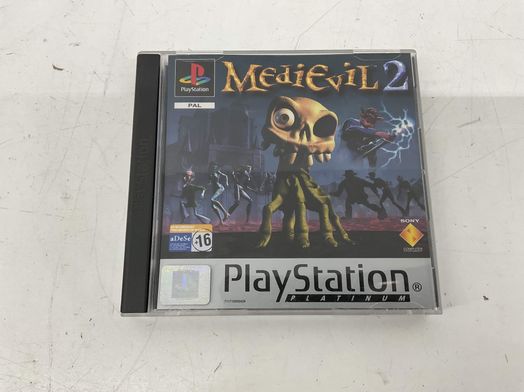 PlayStation
PAL
MediEvil 2
aDeSe
-16
SONY
PlayStation®
PLATINUM